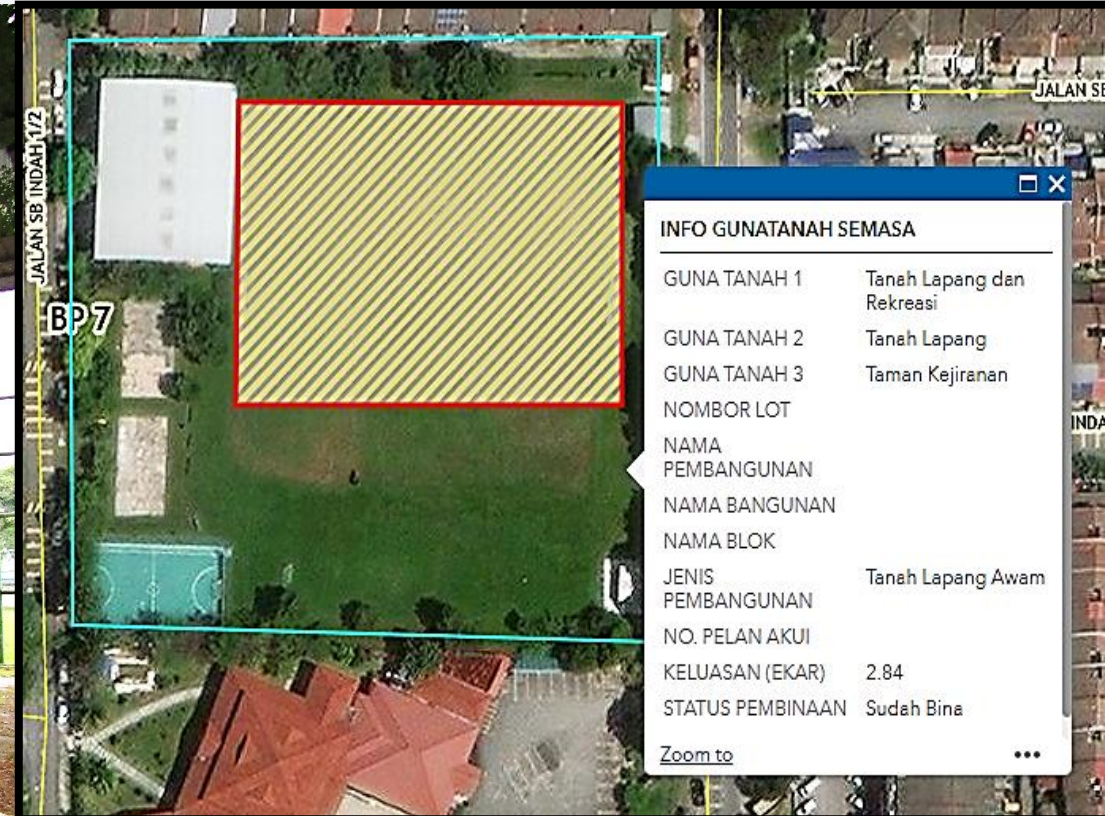 JALAN SB INDAH 1/2
BP 7
JALAN SB
INDA
INFO GUNATANAH SEMASA
GUNA TANAH 1 Tanah Lapang dan
Rekreasi
GUNA TANAH 2 Tanah Lapang
GUNA TANAH 3 Taman Kejiranan
NOMBOR LOT
NAMA
PEMBANGUNAN
NAMA BANGUNAN
NAMA BLOK
JENIS Tanah Lapang Awam
PEMBANGUNAN
NO. PELAN AKUI
KELUASAN (EKAR) 2.84
STATUS PEMBINAAN Sudah Bina
Zoom to